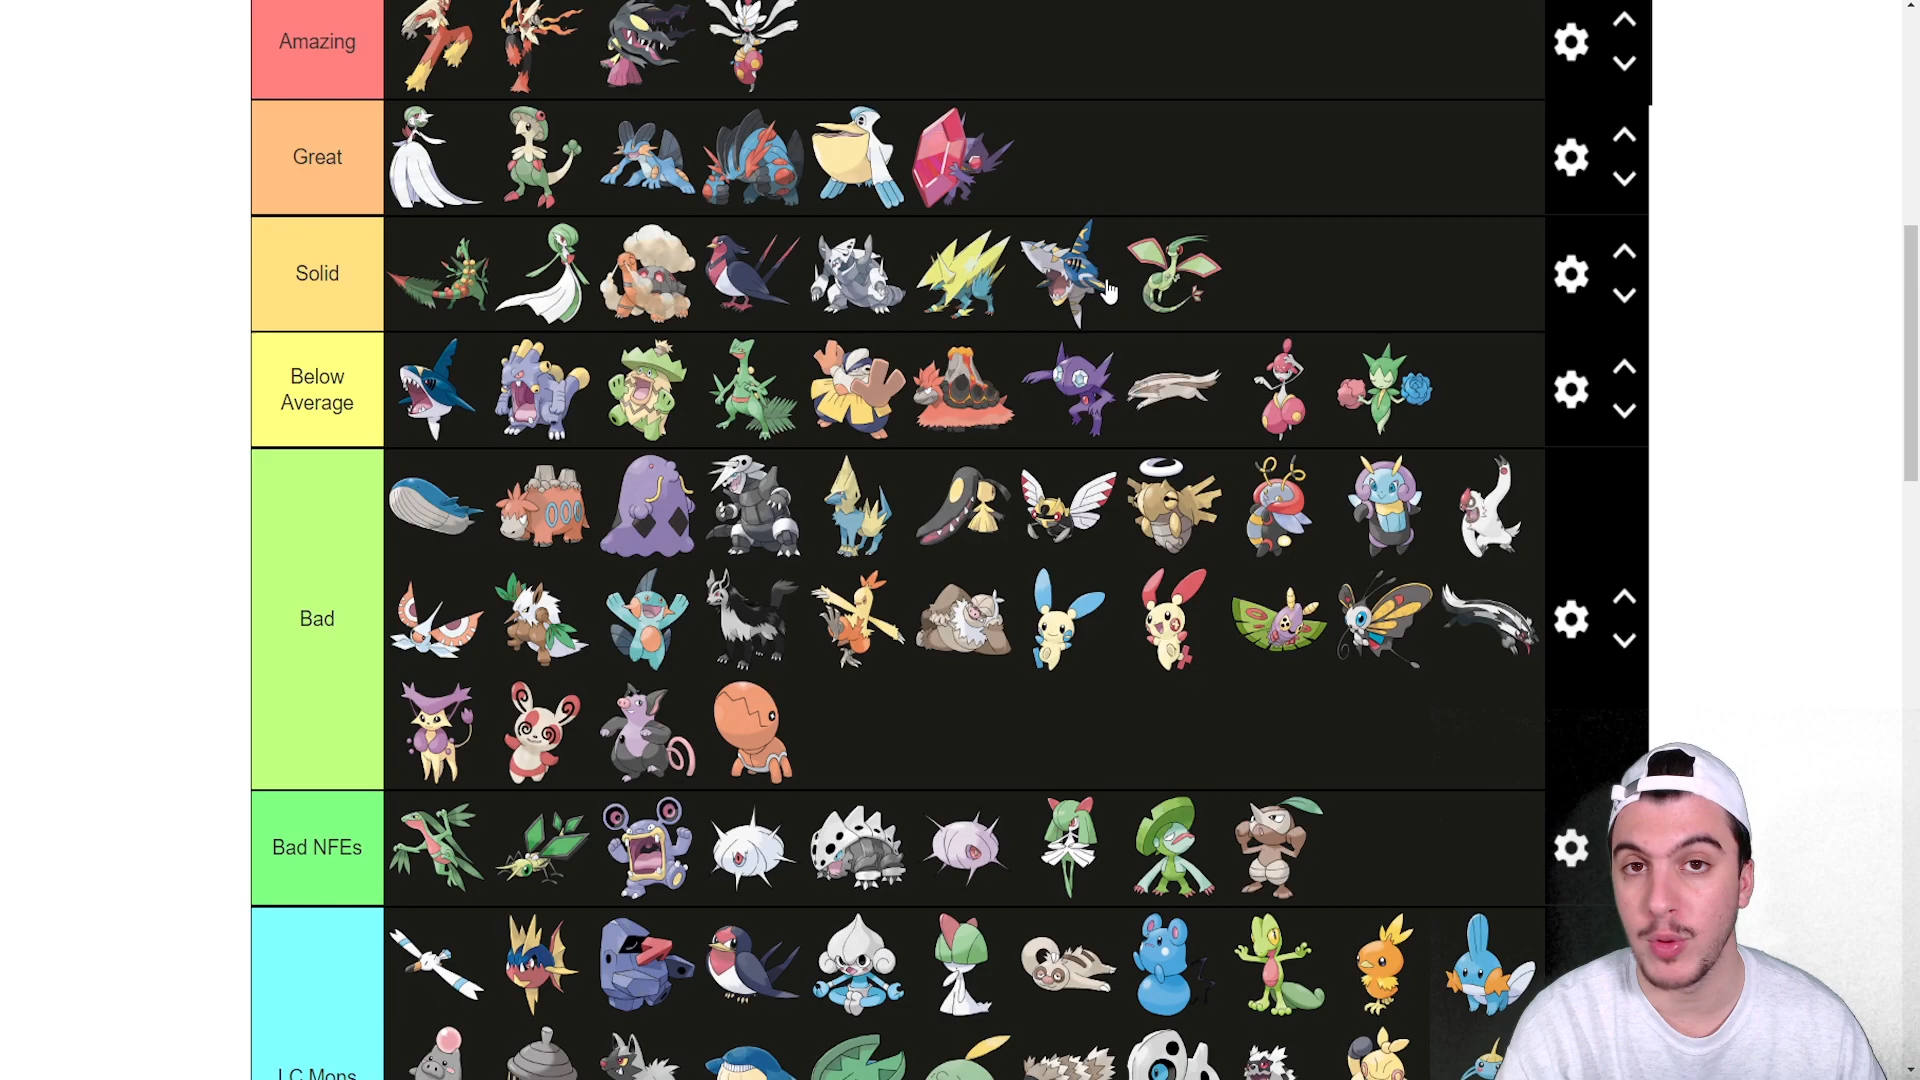 Amazing
Great
Solid
Below
Average
Bad
Bad NFEs
LC Mons